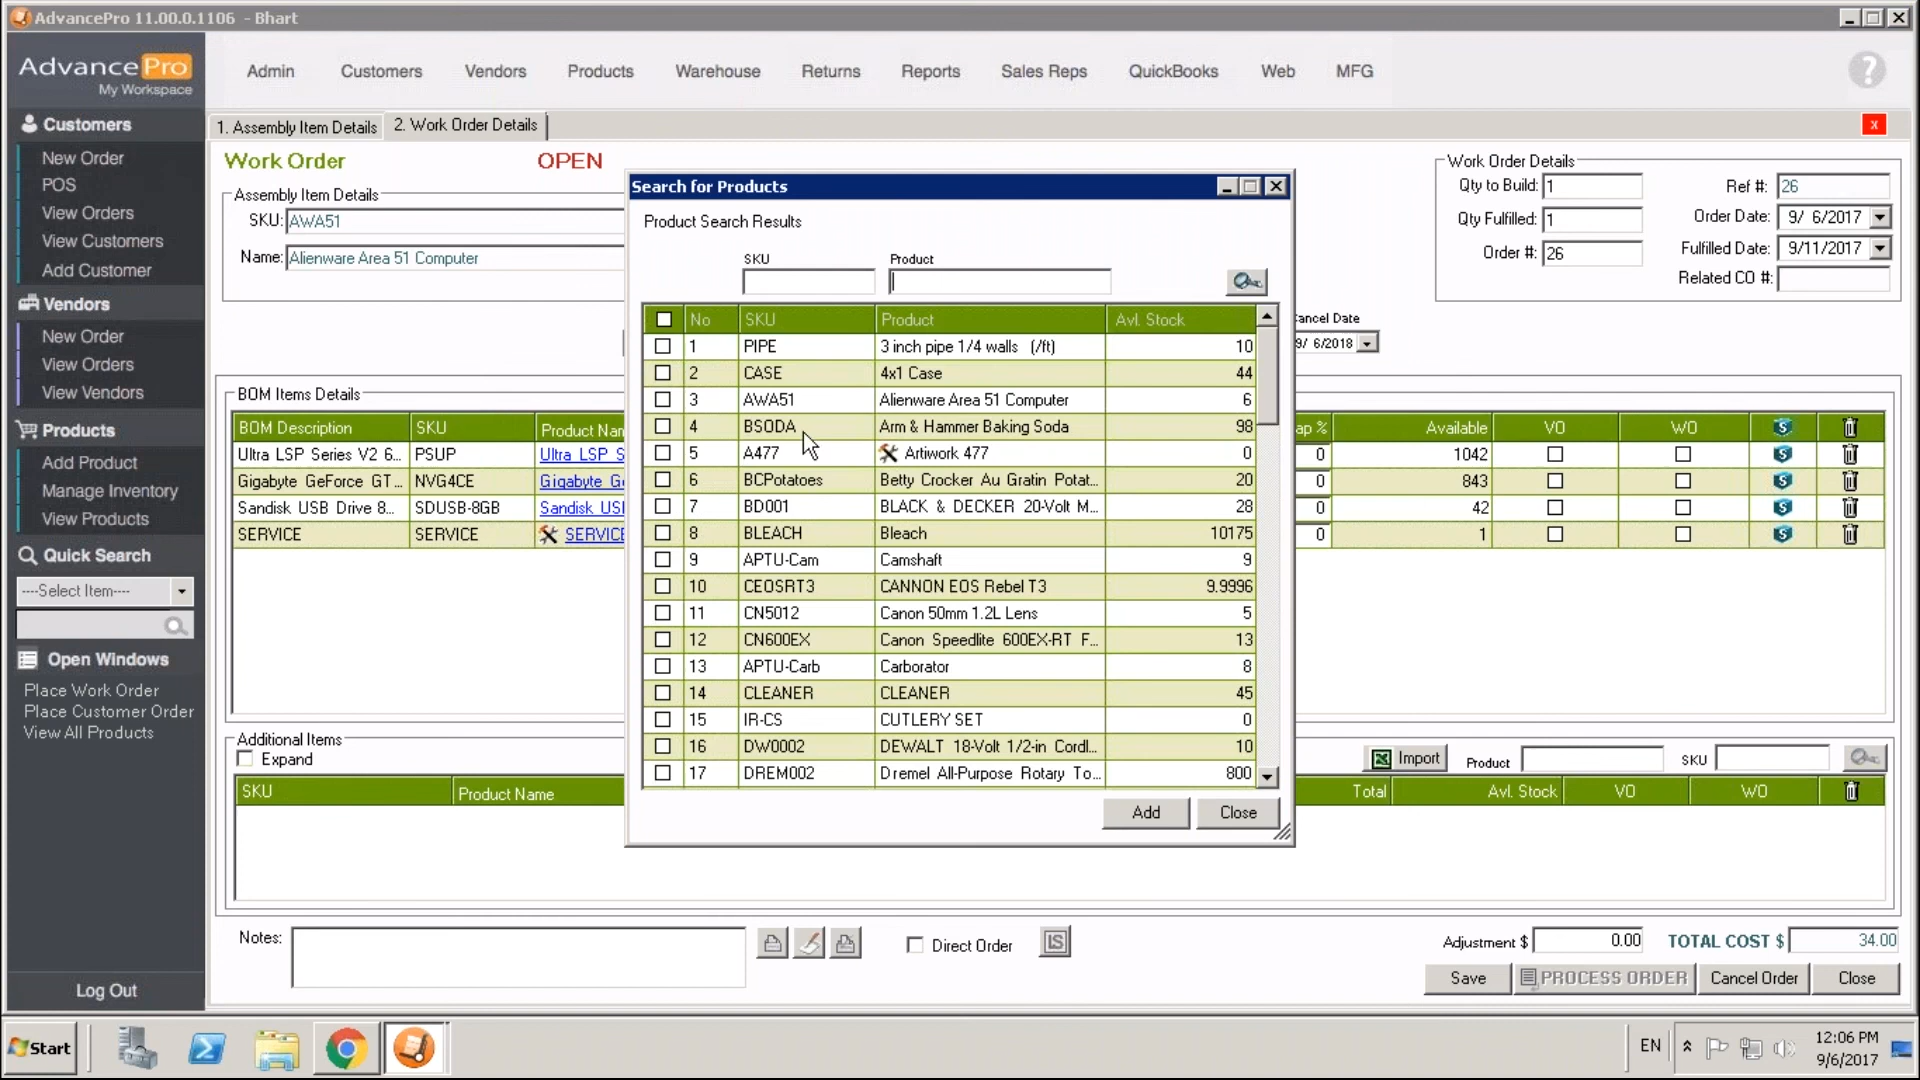 AdvancePro 11.00.0.1106 - Bhart
AdvancePro
My Workspace
Admin Customers Vendors Products Warehouse Returns Reports Sales Reps QuickBooks Web MFG
?
Customers
New Order
POS
View Orders
View Customers
Add Customer
Vendors
New Order
View Orders
View Vendors
Products
Add Product
Manage Inventory
View Products
Quick Search
----Select Item----
Open Windows
Place Work Order
Place Customer Order
View All Products
Log Out
1. Assembly Item Details 2. Work Order Details
x
Work Order OPEN
Assembly Item Details
SKU: AWA51
Name: Alienware Area 51 Computer
Work Order Details
Qty to Build: 1 Ref #: 26
Qty Fulfilled: 1 Order Date: 9/ 6/2017
Order #: 26 Fulfilled Date: 9/11/2017
Related CO #:
ancel Date
9/ 6/2018
BOM Items Details
BOM Description SKU Product Nan ap % Available VO WO
Ultra LSP Series V2 6... PSUP Ultra LSP S 0 1042
Gigabyte GeForce GT... NVG4CE Gigabyte Ge 0 843
Sandisk USB Drive 8... SDUSB-8GB Sandisk USI 0 42
SERVICE SERVICE SERVICE 0 1
Search for Products
Product Search Results
SKU Product
No SKU Product Avl. Stock
1 PIPE 3 inch pipe 1/4 walls (/ft) 10
2 CASE 4x1 Case 44
3 AWA51 Alienware Area 51 Computer 6
4 BSODA Arm & Hammer Baking Soda 98
5 A477 Artiwork 477 0
6 BCPotatoes Betty Crocker Au Gratin Potat... 20
7 BD001 BLACK & DECKER 20-Volt M... 28
8 BLEACH Bleach 10175
9 APTU-Cam Camshaft 9
10 CEOSRT3 CANNON EOS Rebel T3 9.9996
11 CN5012 Canon 50mm 1.2L Lens 5
12 CN600EX Canon Speedlite 600EX-RT F... 13
13 APTU-Carb Carborator 8
14 CLEANER CLEANER 45
15 IR-CS CUTLERY SET 0
16 DW0002 DEWALT 18-Volt 1/2-in Cordl... 10
17 DREM002 Dremel All-Purpose Rotary To... 800
Add Close
Additional Items
Expand
Import Product SKU
SKU Product Name Total Avl. Stock VO WO
Notes:
Direct Order
LS
Adjustment $ 0.00 TOTAL COST $ 34.00
Save PROCESS ORDER Cancel Order Close
Start
EN
12:06 PM
9/6/2017